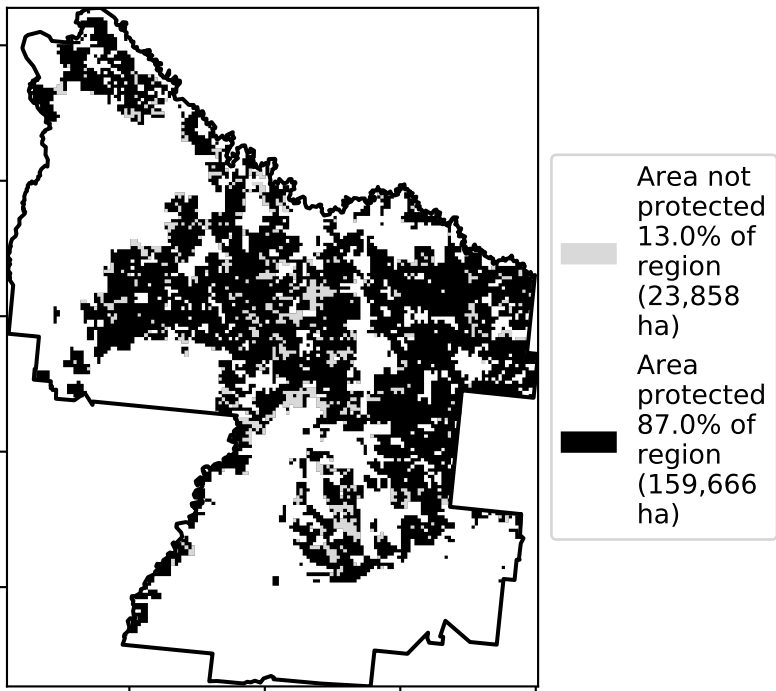 Area not
protected
13.0% of
region
(23,858
ha)
Area
protected
87.0% of
region
(159,666
ha)